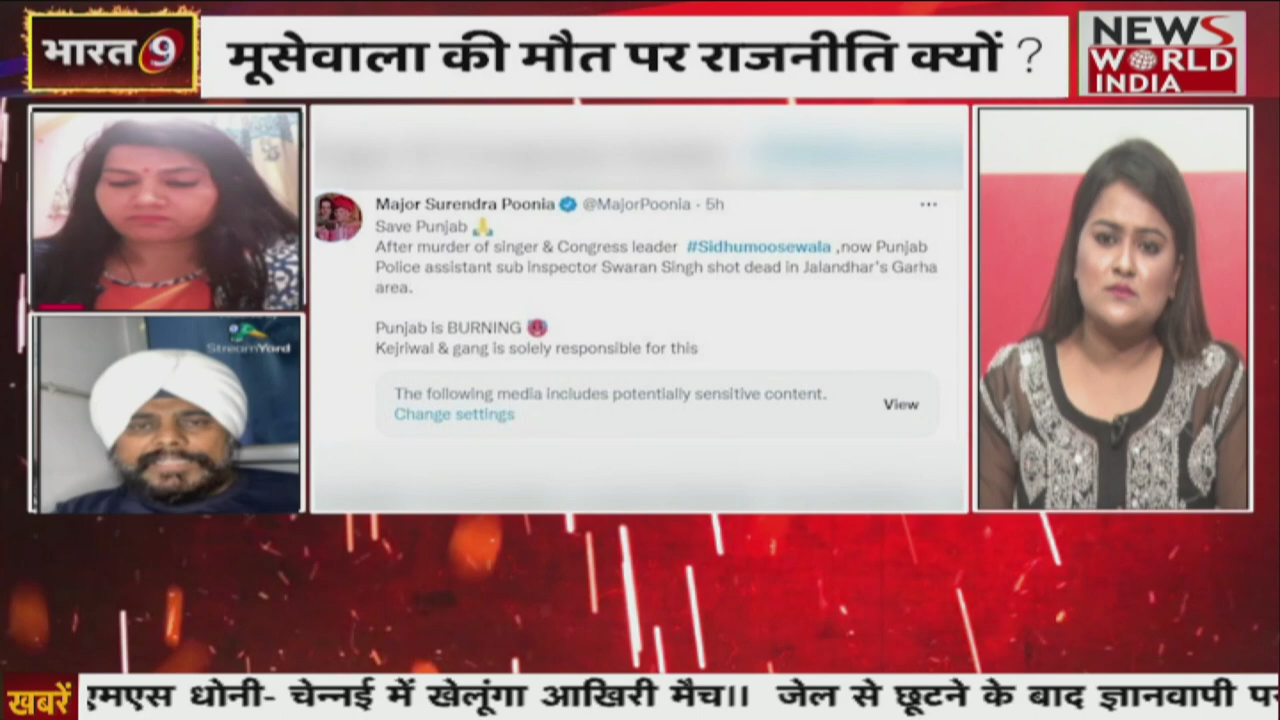 भारत 9
मूसेवाला की मौत पर राजनीति क्यों ?
NEWS
WORLD
INDIA
Major Surendra Poonia @MajorPoonia · 5h
Save Punjab 🙏
After murder of singer & Congress leader #Sidhumoosewala ,now Punjab
Police assistant sub inspector Swaran Singh shot dead in Jalandhar's Garha
area.
Punjab is BURNING
Kejriwal & gang is solely responsible for this
The following media includes potentially sensitive content.
Change settings
View
StreamYard
खबरें
एमएस धोनी- चेन्नई में खेलूंगा आखिरी मैच।। जेल से छूटने के बाद ज्ञानवापी